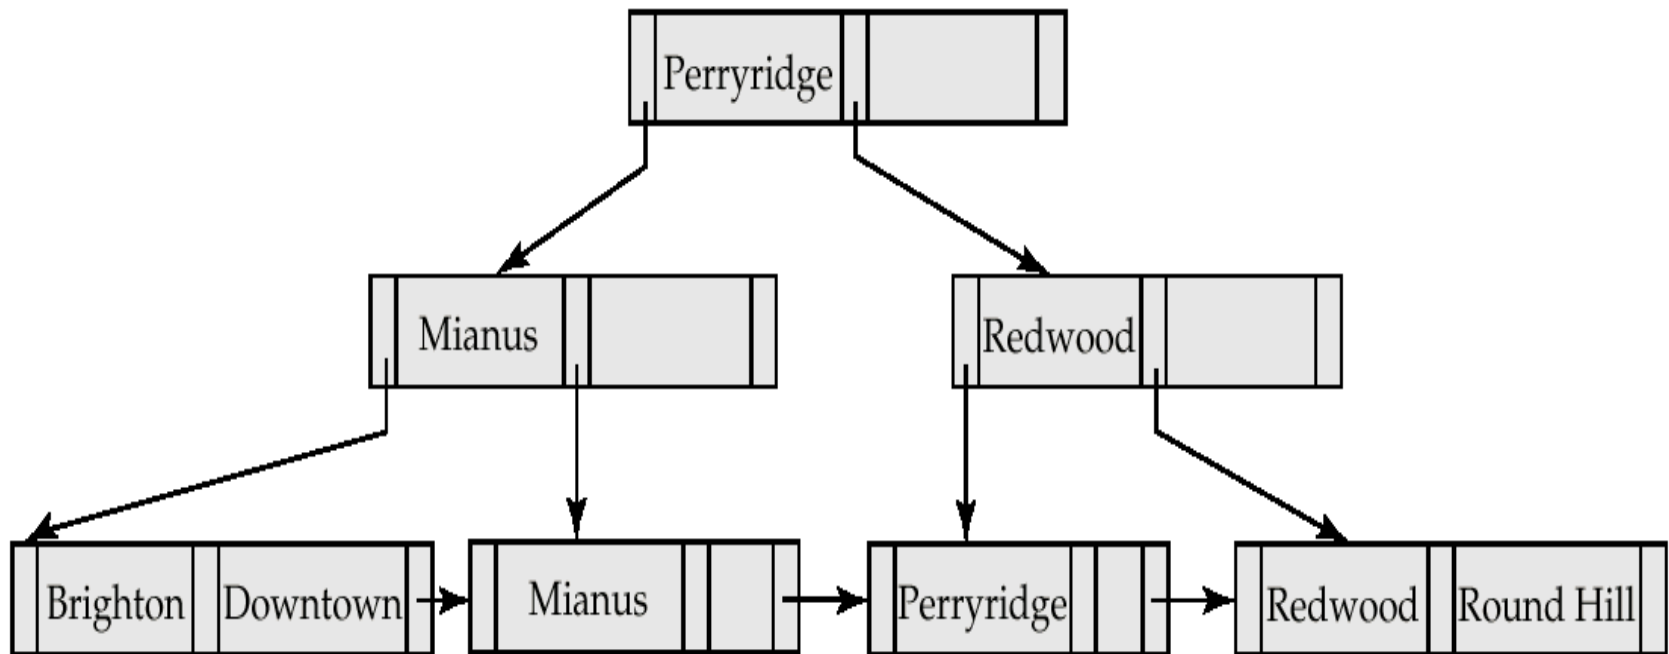 Perryridge
Mianus
Redwood
Brighton Downtown
Mianus
Perryridge
Redwood Round Hill